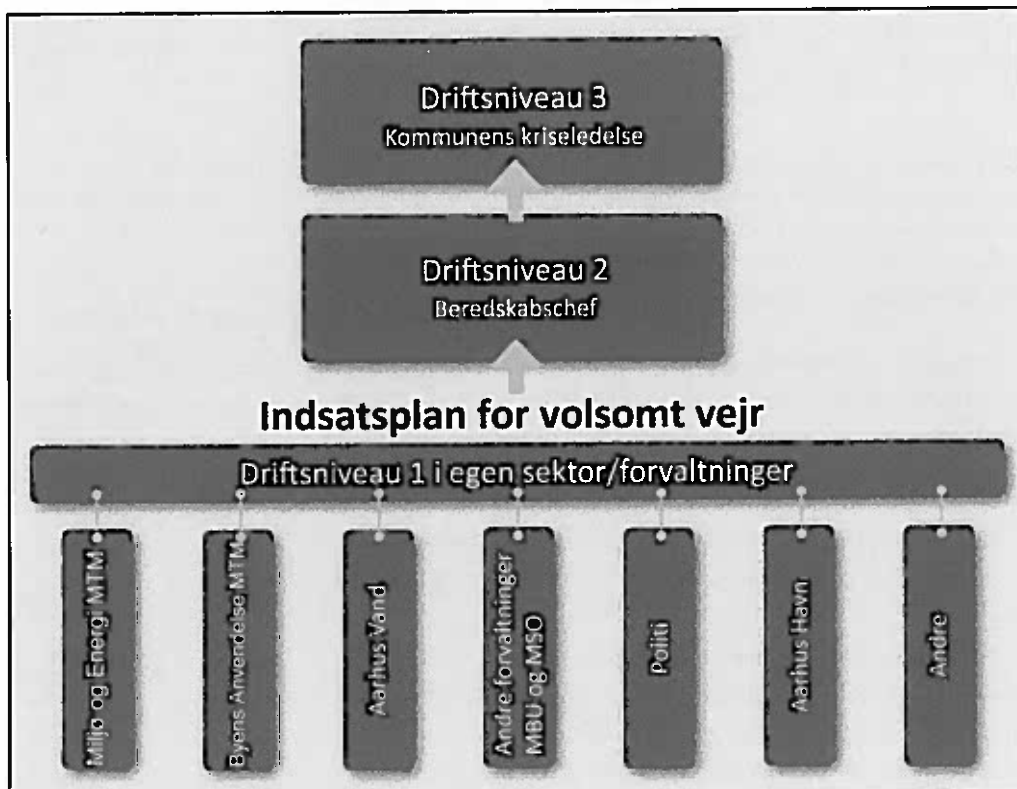 Driftsniveau 3
Kommunens kriseledelse
Driftsniveau 2
Beredskabschef
Indsatsplan for volsomt vejr
Driftsniveau 1 i egen sektor/forvaltninger
Miljø og Energi MTM
Byens Anvendelse MTM
Aarhus Vand
Andre forvaltninger
MBU og MSO
Politi
Aarhus Havn
Andre